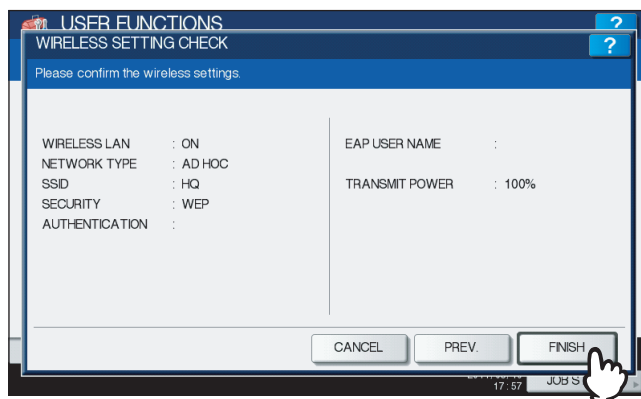 USER FUNCTIONS
?
WIRELESS SETTING CHECK
?
Please confirm the wireless settings.
WIRELESS LAN : ON
NETWORK TYPE : AD HOC
SSID : HQ
SECURITY : WEP
AUTHENTICATION :
EAP USER NAME :
TRANSMIT POWER : 100%
CANCEL
PREV.
FINISH
17 : 57
JOB S